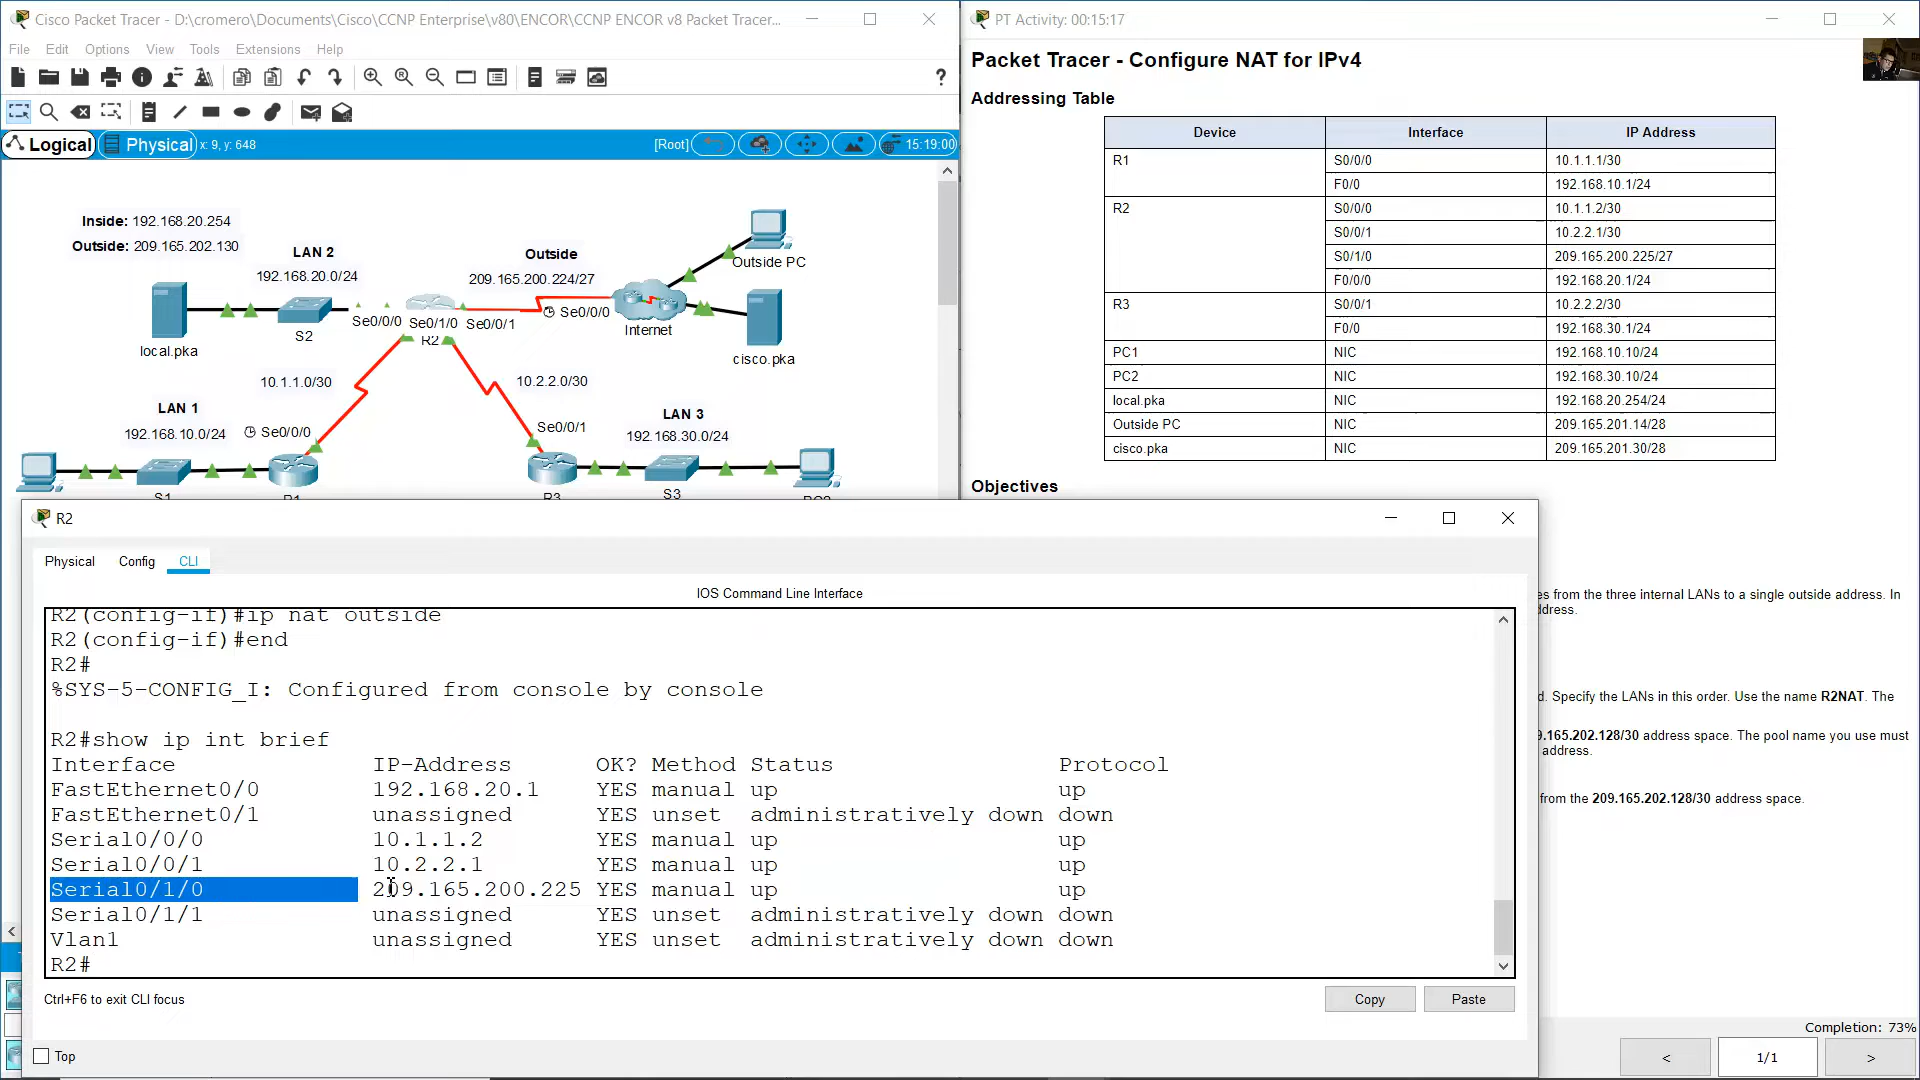 Cisco Packet Tracer - D:\cromero\Documents\Cisco\CCNP Enterprise\v80\ENCOR\CCNP ENCOR v8 Packet Tracer...
File Edit Options View Tools Extensions Help
?
Logical Physical x: 9, y: 648 [Root] 15:19:00
Inside: 192.168.20.254
Outside: 209.165.202.130
LAN 2
192.168.20.0/24
Outside
209.165.200.224/27
Outside PC
local.pka
S2
Se0/0/0 Se0/1/0 Se0/0/1
R2
Se0/0/0
Internet
cisco.pka
10.1.1.0/30
10.2.2.0/30
LAN 1
192.168.10.0/24
Se0/0/0
Se0/0/1
LAN 3
192.168.30.0/24
S1
R1
R3
S3
PC2
PT Activity: 00:15:17
Packet Tracer - Configure NAT for IPv4
Addressing Table
Device Interface IP Address
R1 S0/0/0 10.1.1.1/30
F0/0 192.168.10.1/24
R2 S0/0/0 10.1.1.2/30
S0/0/1 10.2.2.1/30
S0/1/0 209.165.200.225/27
F0/0/0 192.168.20.1/24
R3 S0/0/1 10.2.2.2/30
F0/0 192.168.30.1/24
PC1 NIC 192.168.10.10/24
PC2 NIC 192.168.30.10/24
local.pka NIC 192.168.20.254/24
Outside PC NIC 209.165.201.14/28
cisco.pka NIC 209.165.201.30/28
Objectives
es from the three internal LANs to a single outside address. In
ddress.
d. Specify the LANs in this order. Use the name R2NAT. The
9.165.202.128/30 address space. The pool name you use must
address.
from the 209.165.202.128/30 address space.
Completion: 73%
< 1/1 >
R2
Physical Config CLI
IOS Command Line Interface
R2(config-if)#ip nat outside
R2(config-if)#end
R2#
%SYS-5-CONFIG_I: Configured from console by console
R2#show ip int brief
Interface IP-Address OK? Method Status Protocol
FastEthernet0/0 192.168.20.1 YES manual up up
FastEthernet0/1 unassigned YES unset administratively down down
Serial0/0/0 10.1.1.2 YES manual up up
Serial0/0/1 10.2.2.1 YES manual up up
Serial0/1/0 209.165.200.225 YES manual up up
Serial0/1/1 unassigned YES unset administratively down down
Vlan1 unassigned YES unset administratively down down
R2#
Ctrl+F6 to exit CLI focus
Copy Paste
Top